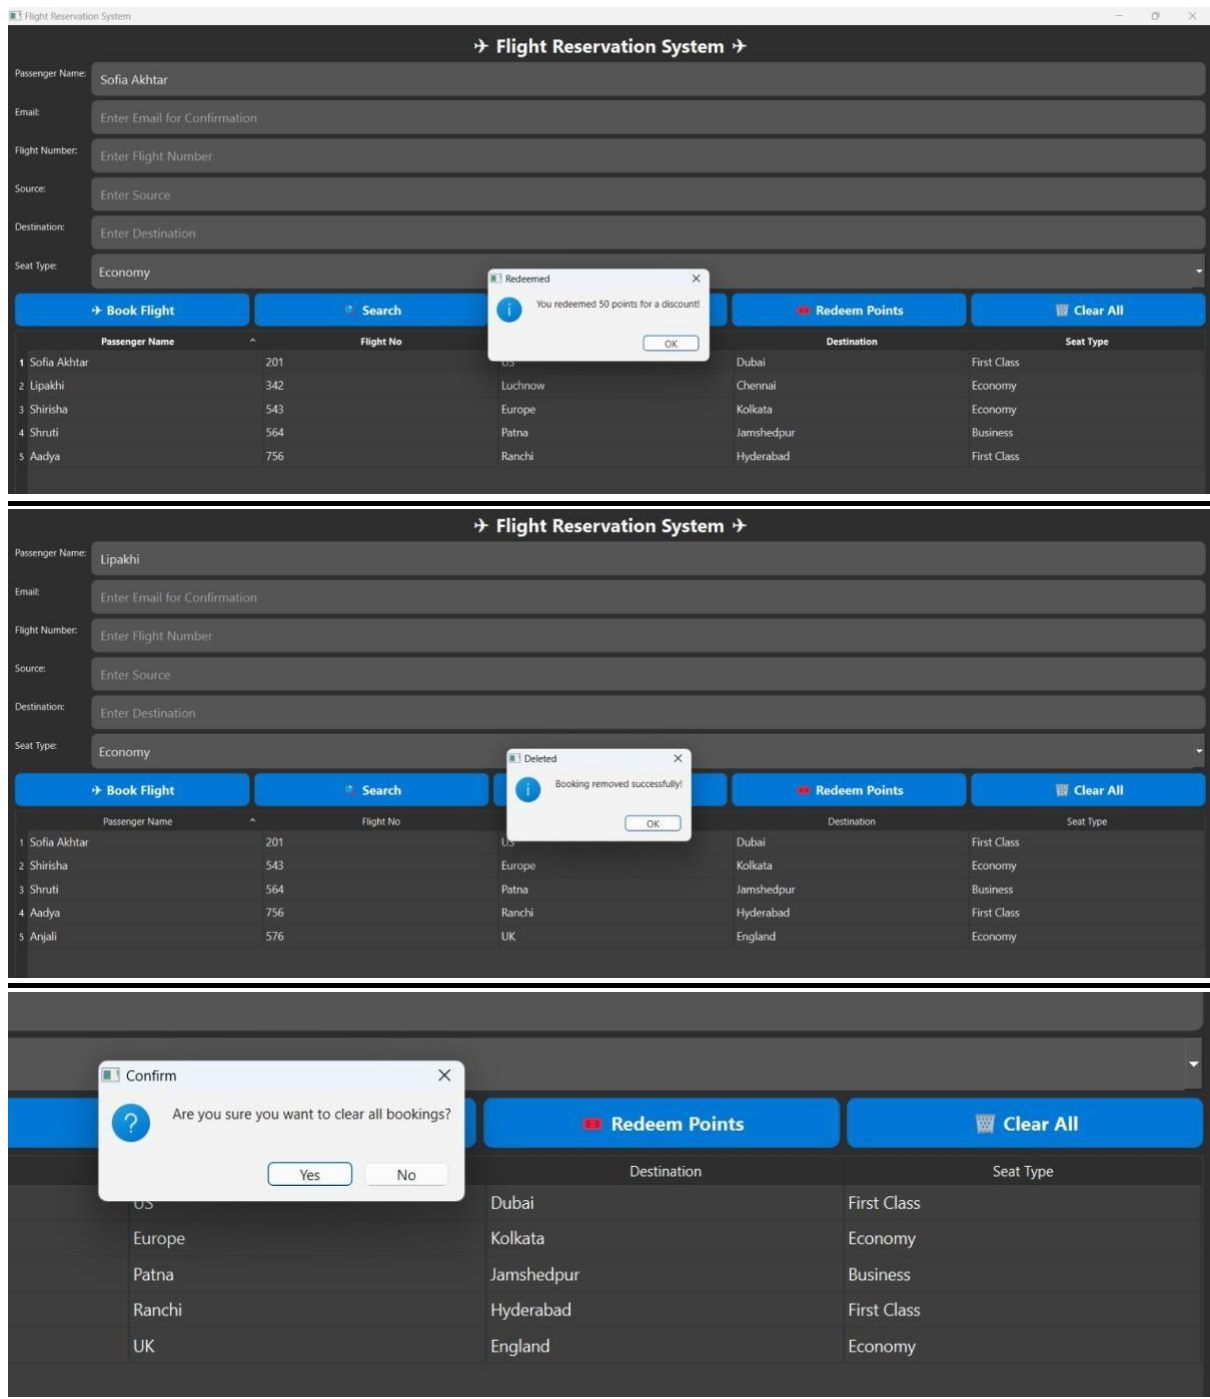 Flight Reservation System
✈ Flight Reservation System ✈
Passenger Name: Sofia Akhtar
Email: Enter Email for Confirmation
Flight Number: Enter Flight Number
Source: Enter Source
Destination: Enter Destination
Seat Type: Economy
Redeemed
You redeemed 50 points for a discount!
OK
✈ Book Flight Search Redeem Points Clear All
Passenger Name Flight No Destination Seat Type
1 Sofia Akhtar 201 US Dubai First Class
2 Lipakhi 342 Luchnow Chennai Economy
3 Shirisha 543 Europe Kolkata Economy
4 Shruti 564 Patna Jamshedpur Business
5 Aadya 756 Ranchi Hyderabad First Class
✈ Flight Reservation System ✈
Passenger Name: Lipakhi
Email: Enter Email for Confirmation
Flight Number: Enter Flight Number
Source: Enter Source
Destination: Enter Destination
Seat Type: Economy
Deleted
Booking removed successfully!
OK
✈ Book Flight Search Redeem Points Clear All
Passenger Name Flight No Destination Seat Type
1 Sofia Akhtar 201 US Dubai First Class
2 Shirisha 543 Europe Kolkata Economy
3 Shruti 564 Patna Jamshedpur Business
4 Aadya 756 Ranchi Hyderabad First Class
5 Anjali 576 UK England Economy
Confirm
Are you sure you want to clear all bookings?
Yes No
Redeem Points Clear All
Destination Seat Type
US Dubai First Class
Europe Kolkata Economy
Patna Jamshedpur Business
Ranchi Hyderabad First Class
UK England Economy